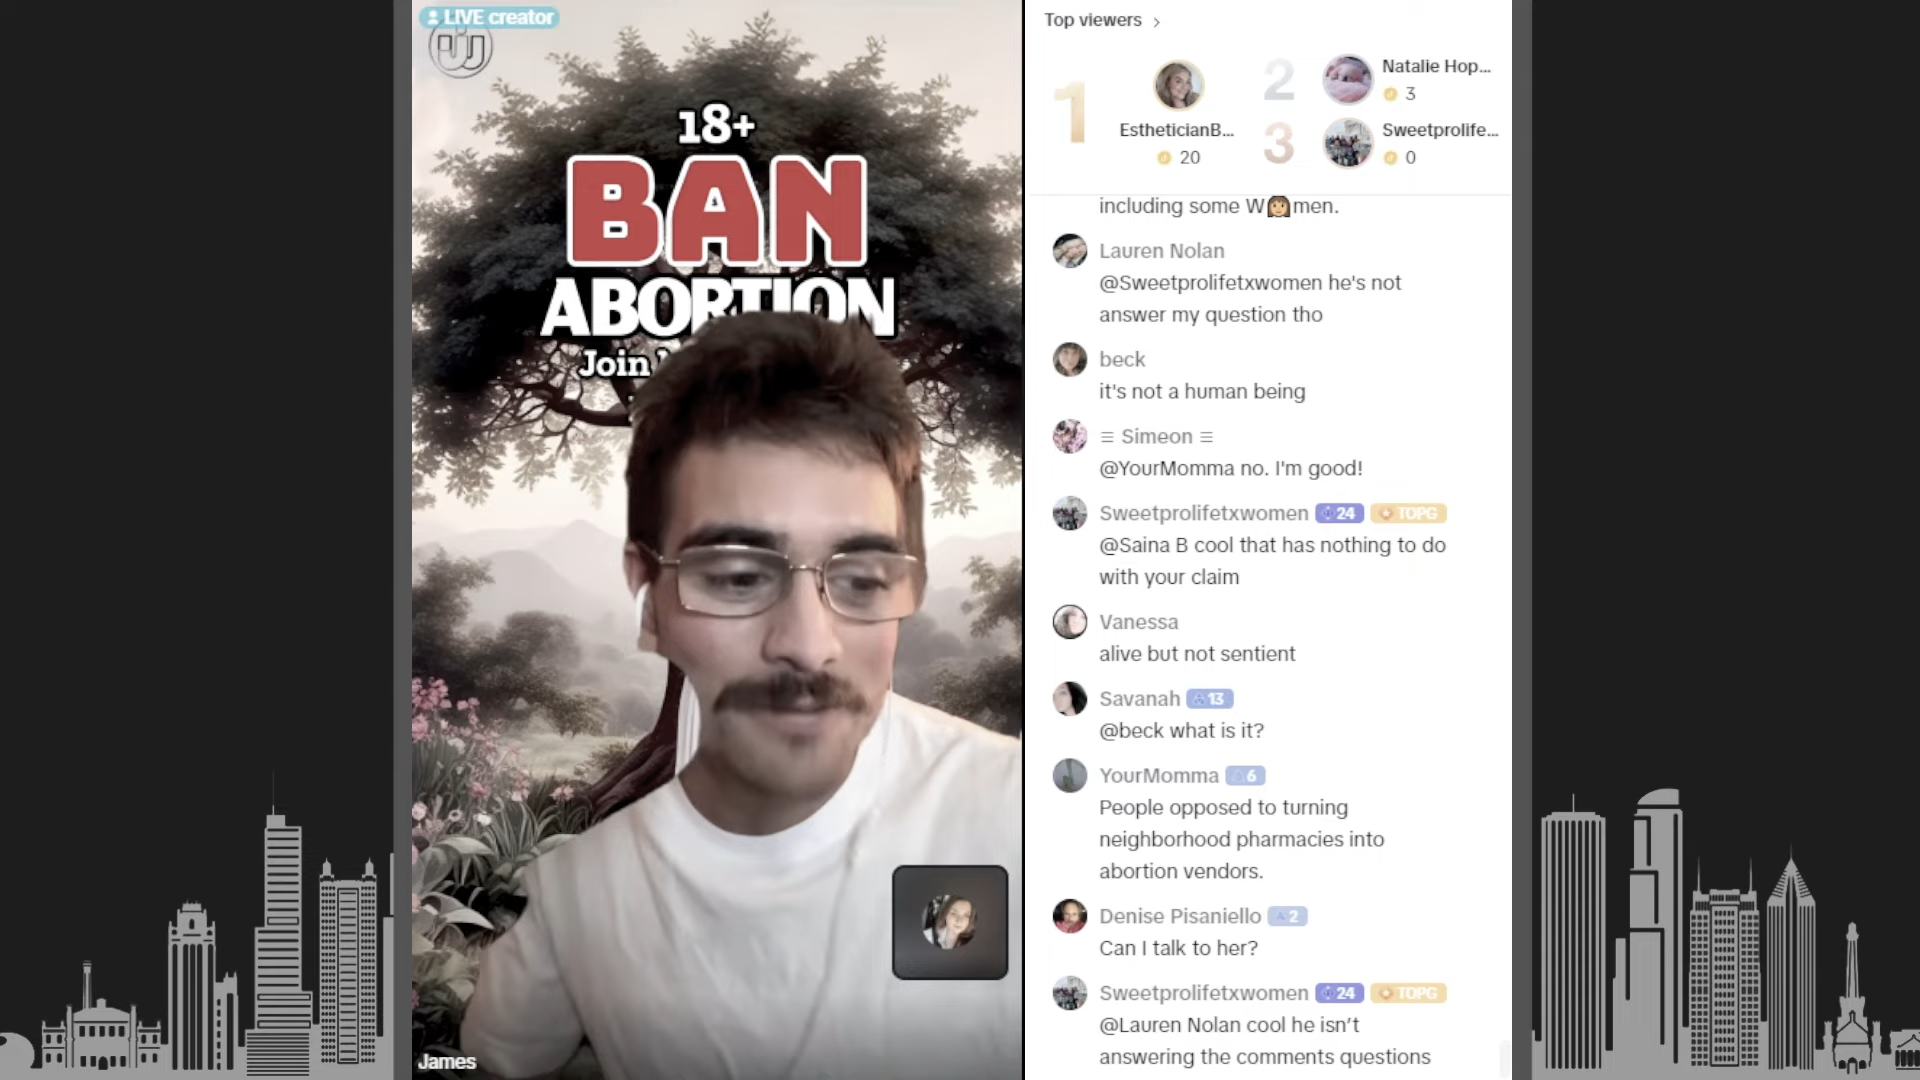 LIVE creator
18+
BAN
ABORTION
Join
James
Top viewers >
1
EstheticianB...
20
2
Natalie Hop...
3
3
Sweetprolife...
0
including some W👩men.
Lauren Nolan
@Sweetprolifetxwomen he's not
answer my question tho
beck
it's not a human being
≡ Simeon ≡
@YourMomma no. I'm good!
Sweetprolifetxwomen 24 TOPG
@Saina B cool that has nothing to do
with your claim
Vanessa
alive but not sentient
Savanah 13
@beck what is it?
YourMomma 6
People opposed to turning
neighborhood pharmacies into
abortion vendors.
Denise Pisaniello 2
Can I talk to her?
Sweetprolifetxwomen 24 TOPG
@Lauren Nolan cool he isn't
answering the comments questions